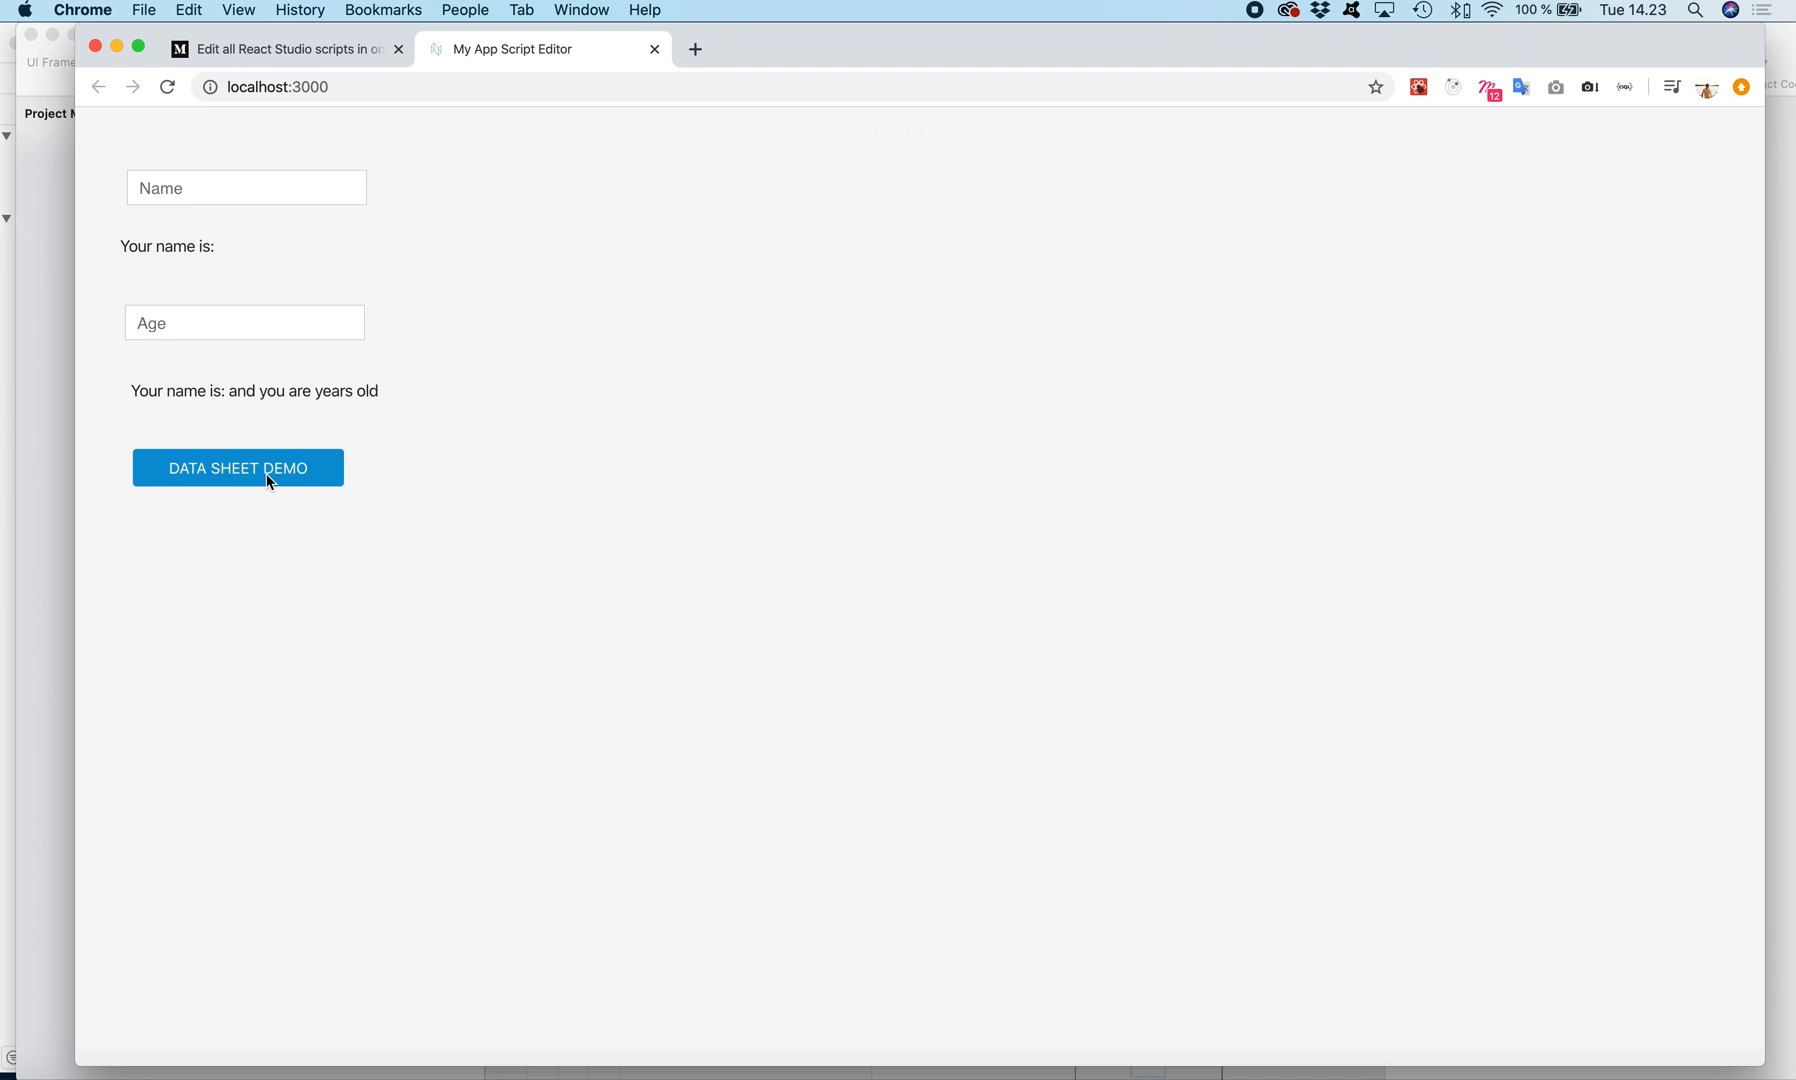 Chrome File Edit View History Bookmarks People Tab Window Help 100 % Tue 14.23
UI Frame
Edit all React Studio scripts in on
My App Script Editor
localhost:3000
12
Project
Name
Your name is:
Age
Your name is: and you are years old
DATA SHEET DEMO